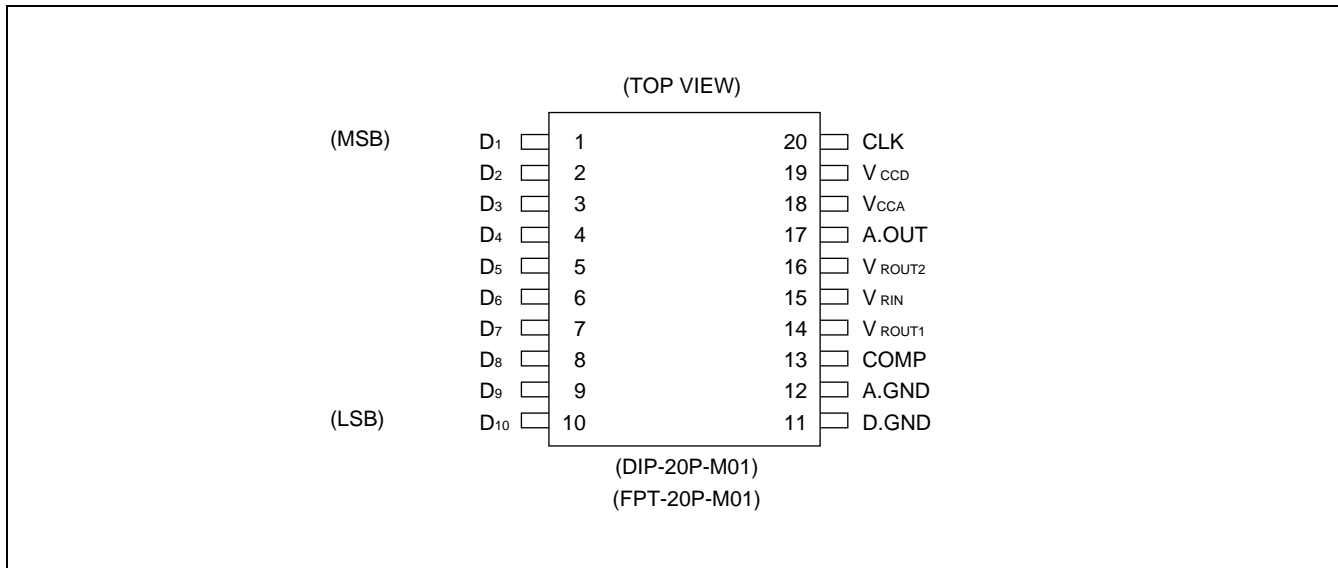 (TOP VIEW)
(MSB) D1 1 20 CLK
D2 2 19 VCCD
D3 3 18 VCCA
D4 4 17 A.OUT
D5 5 16 VROUT2
D6 6 15 VRIN
D7 7 14 VROUT1
D8 8 13 COMP
D9 9 12 A.GND
(LSB) D10 10 11 D.GND
(DIP-20P-M01)
(FPT-20P-M01)